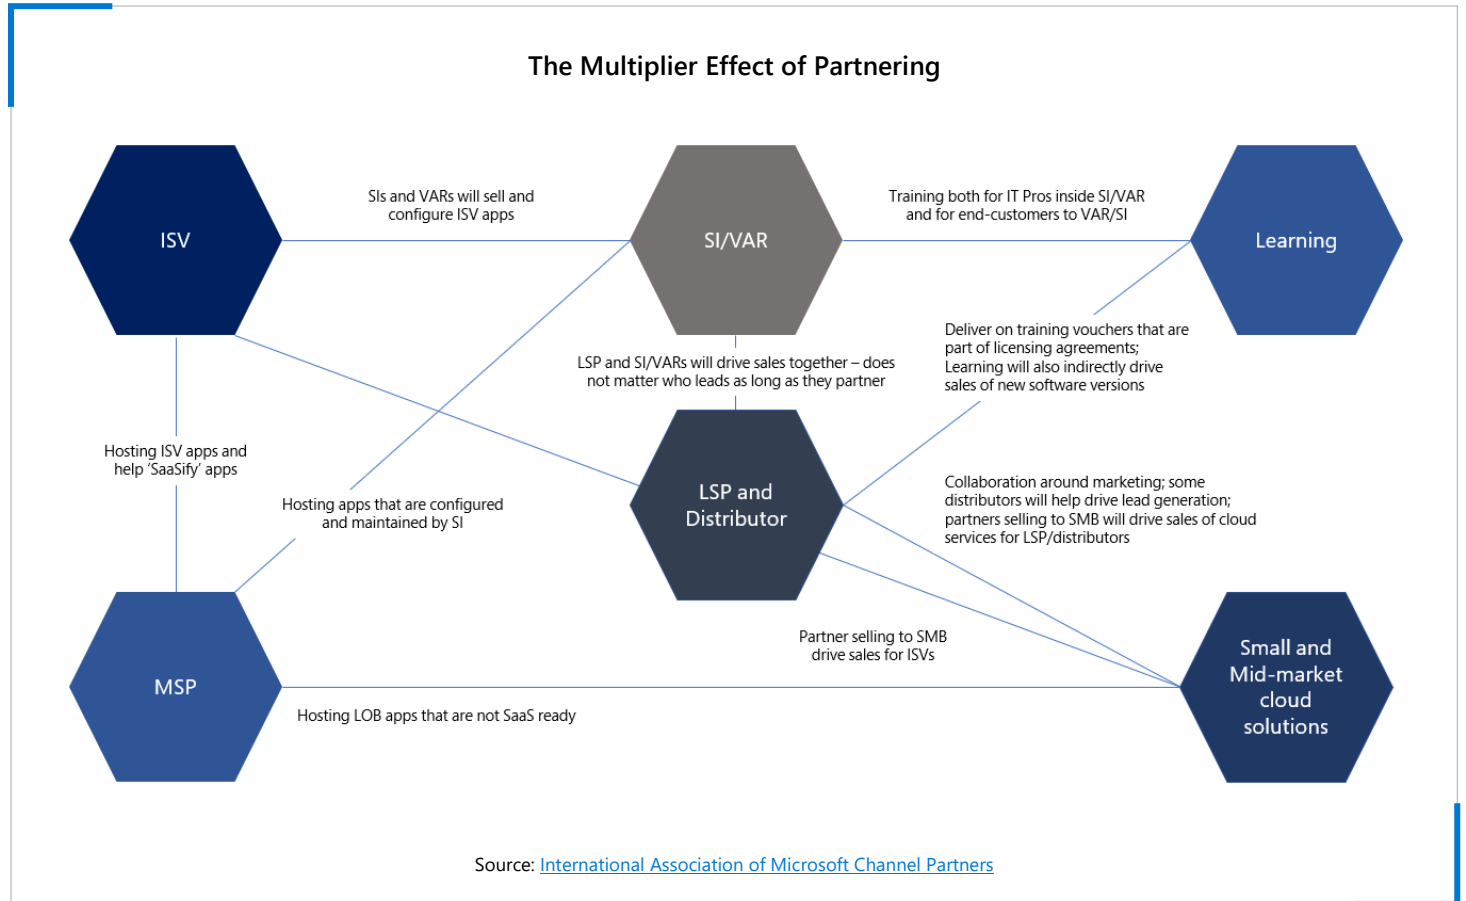 The Multiplier Effect of Partnering
ISV
SIs and VARs will sell and
configure ISV apps
SI/VAR
Training both for IT Pros inside SI/VAR
and for end-customers to VAR/SI
Learning
LSP and SI/VARs will drive sales together – does
not matter who leads as long as they partner
Deliver on training vouchers that are
part of licensing agreements;
Learning will also indirectly drive
sales of new software versions
Hosting ISV apps and
help ‘SaaSify’ apps
Hosting apps that are configured
and maintained by SI
LSP and
Distributor
Collaboration around marketing; some
distributors will help drive lead generation;
partners selling to SMB will drive sales of cloud
services for LSP/distributors
MSP
Partner selling to SMB
drive sales for ISVs
Small and
Mid-market
cloud
solutions
Hosting LOB apps that are not SaaS ready
Source: International Association of Microsoft Channel Partners